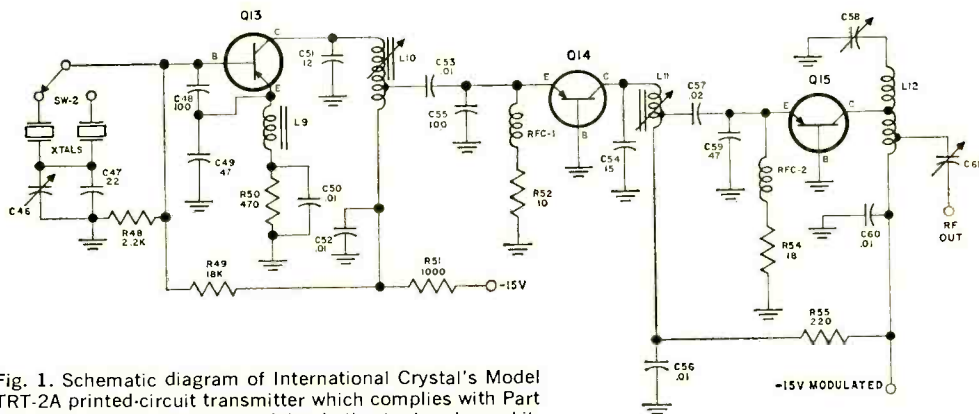 Q13
C
B
E
C51
12
L10
C53
.01
Q14
E
C
B
L11
C57
.02
C58
Q15
E
C
B
L12
SW-2
XTALS
C48
100
C49
47
L9
C55
100
RFC-1
C54
15
C59
47
RFC-2
C46
C47
22
R48
2.2K
R50
470
C50
.01
C52
.01
R52
10
R54
18
C60
.01
RF
OUT
R49
18K
R51
1000
-15V
R55
220
C56
.01
-15V MODULATED
Fig. 1. Schematic diagram of International Crystal's Model
TRT-2A printed-circuit transmitter which complies with Part